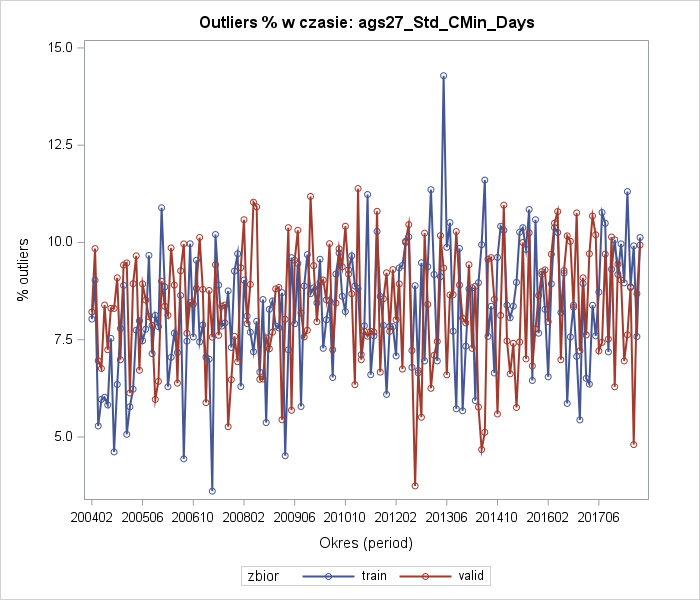 Outliers % w czasie: ags27_Std_CMin_Days
15.0
12.5
10.0
7.5
5.0
% outliers
200402 200506 200610 200802 200906 201010 201202 201306 201410 201602 201706
Okres (period)
zbior train valid